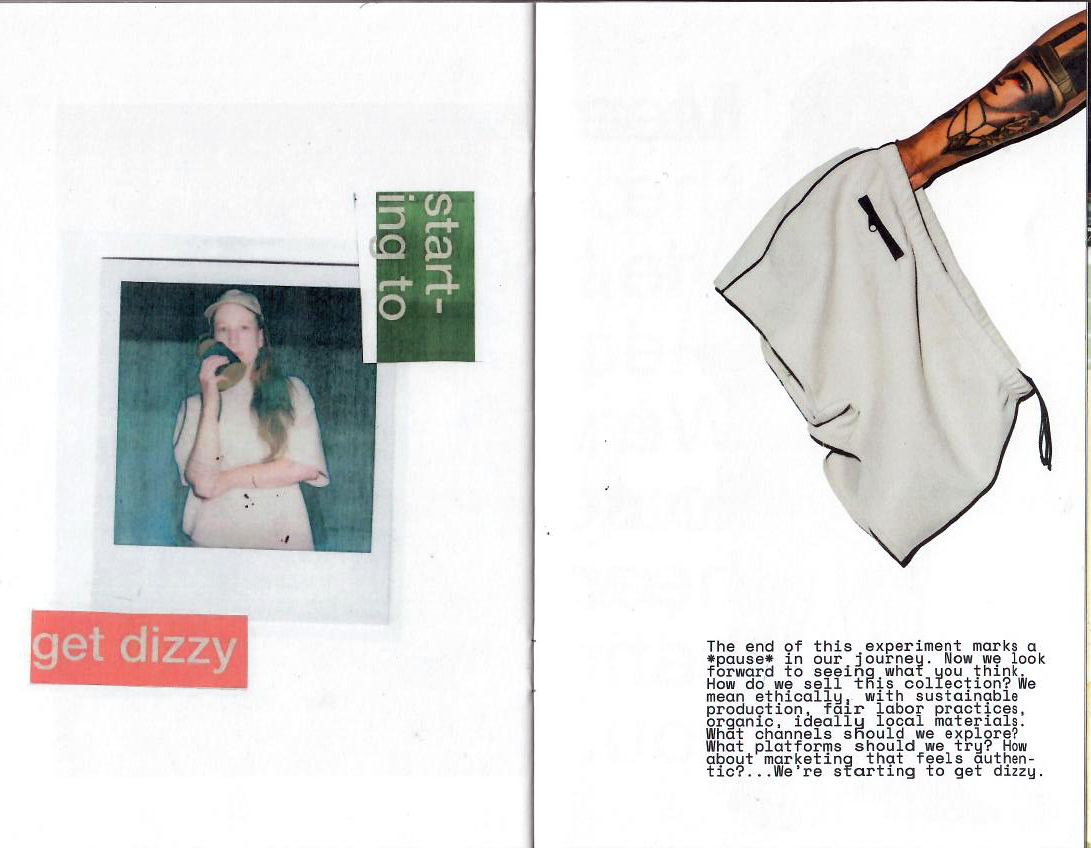 start-
ing to
get dizzy
The end of this experiment marks a
*pause* in our journey. Now we look
forward to seeing what you think.
How do we sell this collection? We
mean ethically, with sustainable
production, fair labor practices,
organic, ideally local materials.
What channels should we explore?
What platforms should we try? How
about marketing that feels authen-
tic?...We're starting to get dizzy.